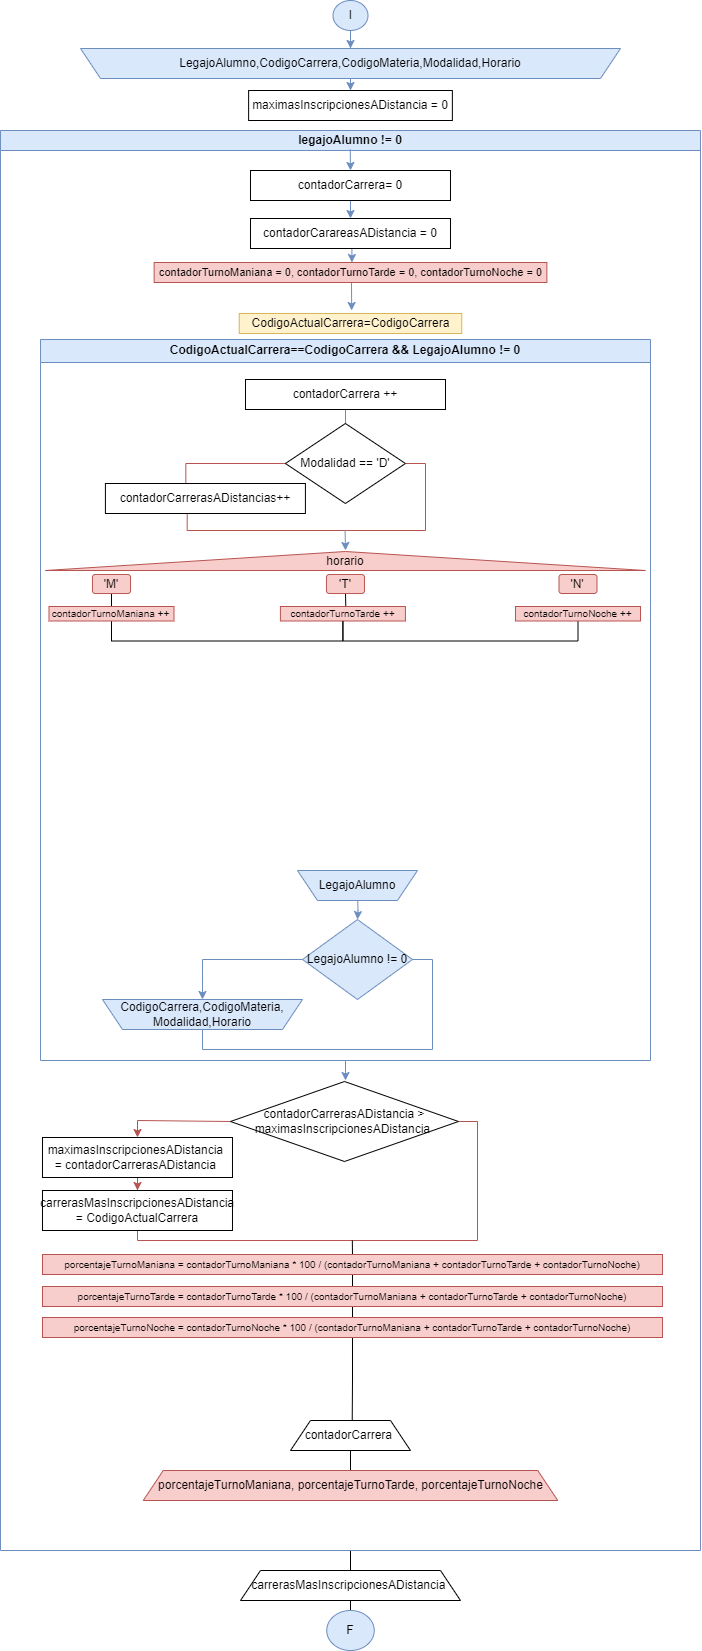 I
LegajoAlumno,CodigoCarrera,CodigoMateria,Modalidad,Horario
maximasInscripcionesADistancia = 0
legajoAlumno != 0
contadorCarrera= 0
contadorCarareasADistancia = 0
contadorTurnoManiana = 0, contadorTurnoTarde = 0, contadorTurnoNoche = 0
CodigoActualCarrera=CodigoCarrera
CodigoActualCarrera==CodigoCarrera && LegajoAlumno != 0
contadorCarrera ++
Modalidad == 'D'
contadorCarrerasADistancias++
horario
'M'
'T'
'N'
contadorTurnoManiana ++
contadorTurnoTarde ++
contadorTurnoNoche ++
LegajoAlumno
LegajoAlumno != 0
CodigoCarrera,CodigoMateria,
Modalidad,Horario
contadorCarrerasADistancia >
maximasInscripcionesADistancia
maximasInscripcionesADistancia
= contadorCarrerasADistancia
carrerasMasInscripcionesADistancia
= CodigoActualCarrera
porcentajeTurnoManiana = contadorTurnoManiana * 100 / (contadorTurnoManiana + contadorTurnoTarde + contadorTurnoNoche)
porcentajeTurnoTarde = contadorTurnoTarde * 100 / (contadorTurnoManiana + contadorTurnoTarde + contadorTurnoNoche)
porcentajeTurnoNoche = contadorTurnoNoche * 100 / (contadorTurnoManiana + contadorTurnoTarde + contadorTurnoNoche)
contadorCarrera
porcentajeTurnoManiana, porcentajeTurnoTarde, porcentajeTurnoNoche
carrerasMasInscripcionesADistancia
F